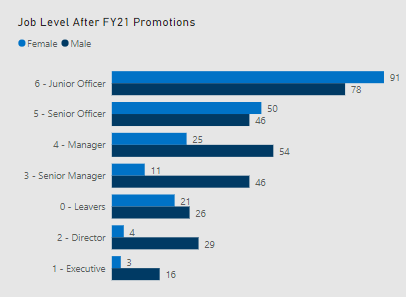 Job Level After FY21 Promotions
Female Male
6 - Junior Officer 91
78
5 - Senior Officer 50
46
4 - Manager 25
54
3 - Senior Manager 11
46
0 - Leavers 21
26
2 - Director 4
29
1 - Executive 3
16